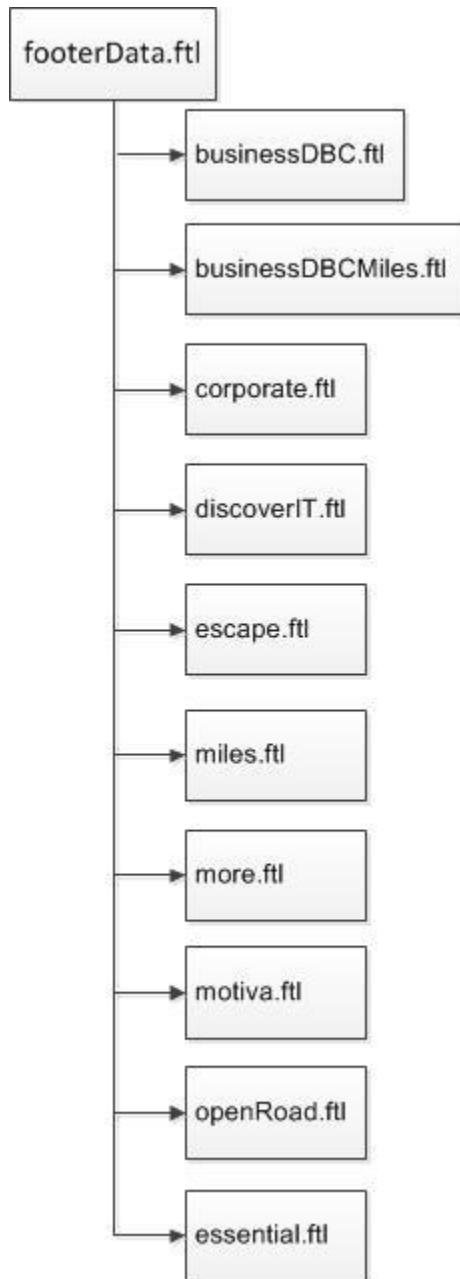 footerData.ftl
businessDBC.ftl
businessDBCMiles.ftl
corporate.ftl
discoverIT.ftl
escape.ftl
miles.ftl
more.ftl
motiva.ftl
openRoad.ftl
essential.ftl